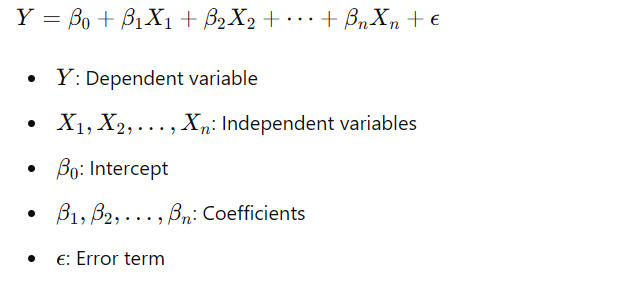 Y = β₀ + β₁X₁ + β₂X₂ + ⋯ + βₙXₙ + ϵ
• Y: Dependent variable
• X₁, X₂, . . . , Xₙ: Independent variables
• β₀: Intercept
• β₁, β₂, . . . , βₙ: Coefficients
• ϵ: Error term